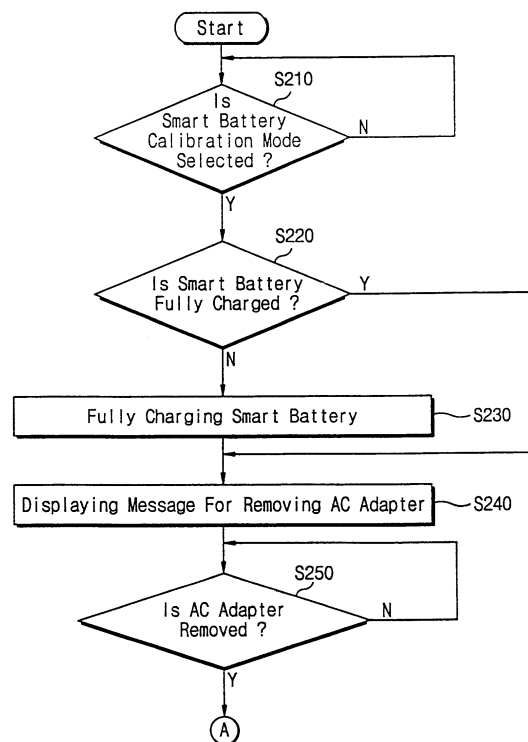 Start
S210
Is
Smart Battery
Calibration Mode
Selected ?
N
Y
S220
Is Smart Battery
Fully Charged ?
Y
N
Fully Charging Smart Battery
S230
Displaying Message For Removing AC Adapter
S240
S250
Is AC Adapter
Removed ?
N
Y
A